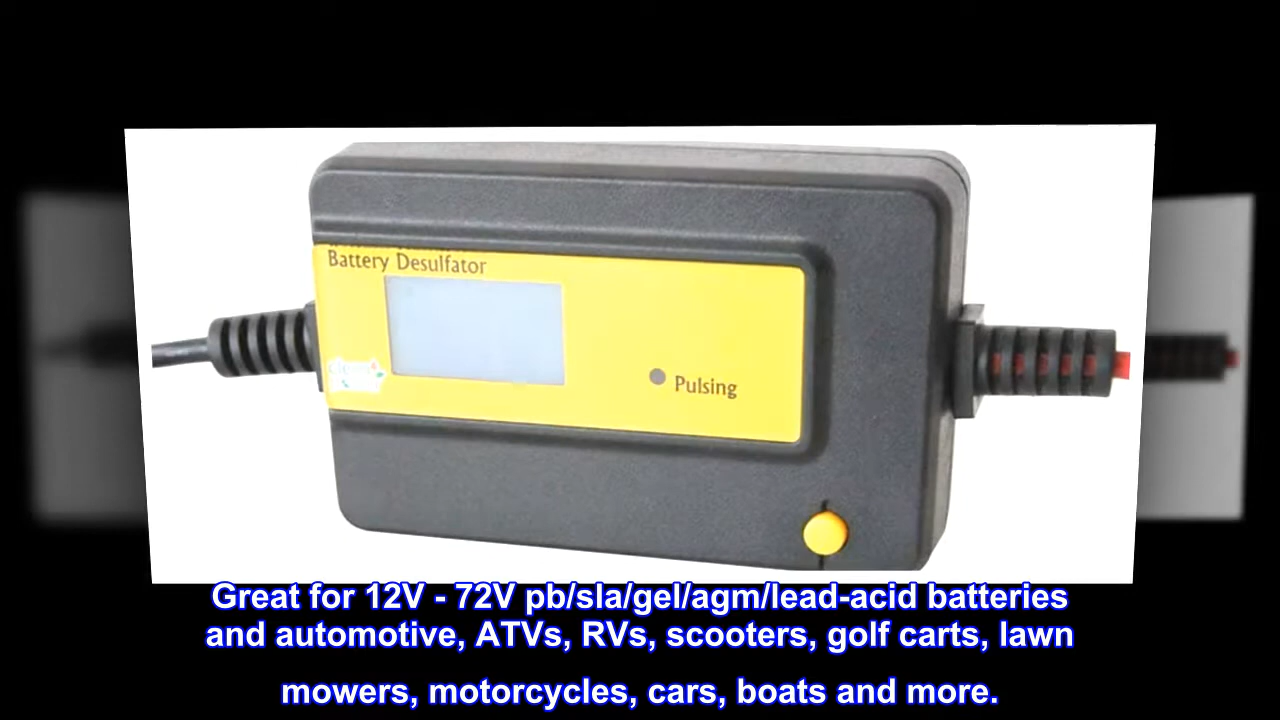 Battery Desulfator
Pulsing
Great for 12V - 72V pb/sla/gel/agm/lead-acid batteries
and automotive, ATVs, RVs, scooters, golf carts, lawn
mowers, motorcycles, cars, boats and more.